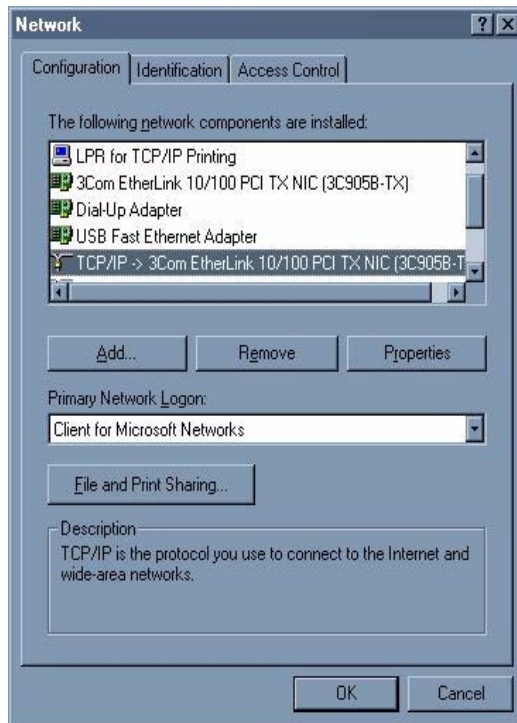 Network
Configuration Identification Access Control
The following network components are installed:
LPR for TCP/IP Printing
3Com EtherLink 10/100 PCI TX NIC (3C905B-TX)
Dial-Up Adapter
USB Fast Ethernet Adapter
TCP/IP -> 3Com EtherLink 10/100 PCI TX NIC (3C905B-T
Add... Remove Properties
Primary Network Logon:
Client for Microsoft Networks
File and Print Sharing...
Description
TCP/IP is the protocol you use to connect to the Internet and
wide-area networks.
OK Cancel